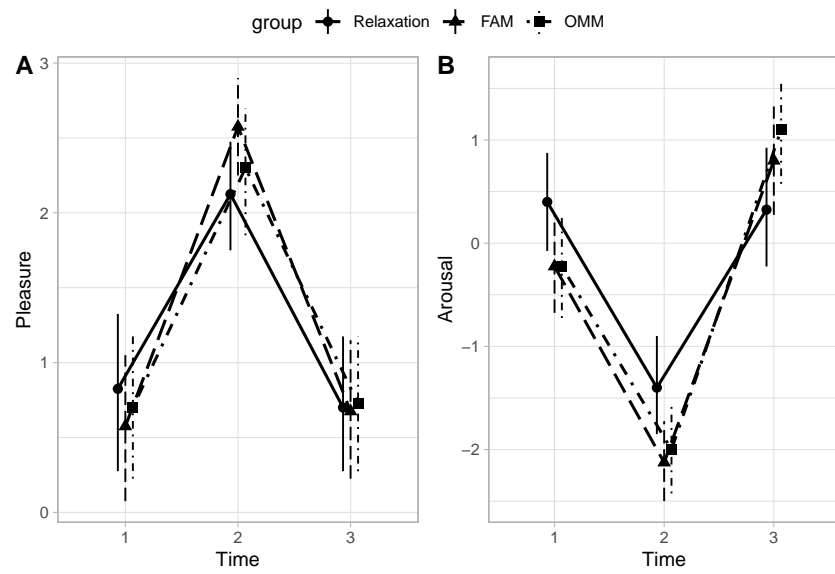 group Relaxation FAM OMM
A
3
2
1
0
Pleasure
1 2 3
Time
B
1
0
−1
−2
Arousal
1 2 3
Time